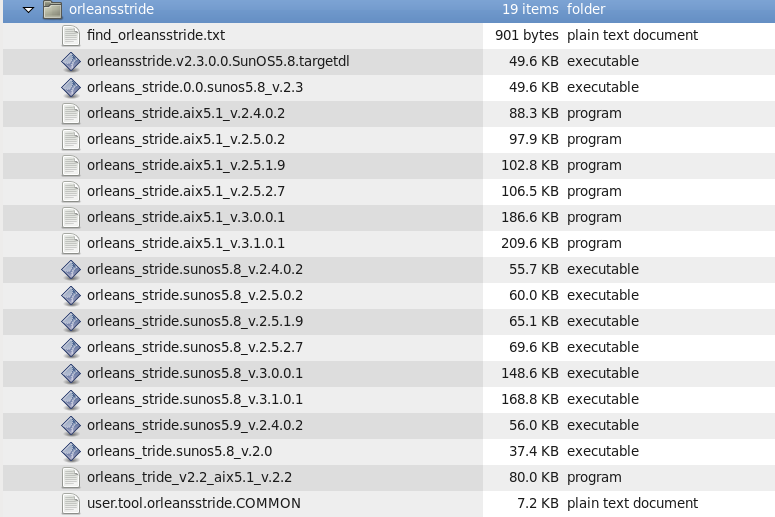 orleansstride 19 items folder
find_orleansstride.txt 901 bytes plain text document
orleansstride.v2.3.0.0.SunOS5.8.targetdl 49.6 KB executable
orleans_stride.0.0.sunos5.8_v.2.3 49.6 KB executable
orleans_stride.aix5.1_v.2.4.0.2 88.3 KB program
orleans_stride.aix5.1_v.2.5.0.2 97.9 KB program
orleans_stride.aix5.1_v.2.5.1.9 102.8 KB program
orleans_stride.aix5.1_v.2.5.2.7 106.5 KB program
orleans_stride.aix5.1_v.3.0.0.1 186.6 KB program
orleans_stride.aix5.1_v.3.1.0.1 209.6 KB program
orleans_stride.sunos5.8_v.2.4.0.2 55.7 KB executable
orleans_stride.sunos5.8_v.2.5.0.2 60.0 KB executable
orleans_stride.sunos5.8_v.2.5.1.9 65.1 KB executable
orleans_stride.sunos5.8_v.2.5.2.7 69.6 KB executable
orleans_stride.sunos5.8_v.3.0.0.1 148.6 KB executable
orleans_stride.sunos5.8_v.3.1.0.1 168.8 KB executable
orleans_stride.sunos5.9_v.2.4.0.2 56.0 KB executable
orleans_tride.sunos5.8_v.2.0 37.4 KB executable
orleans_tride_v2.2_aix5.1_v.2.2 80.0 KB program
user.tool.orleansstride.COMMON 7.2 KB plain text document